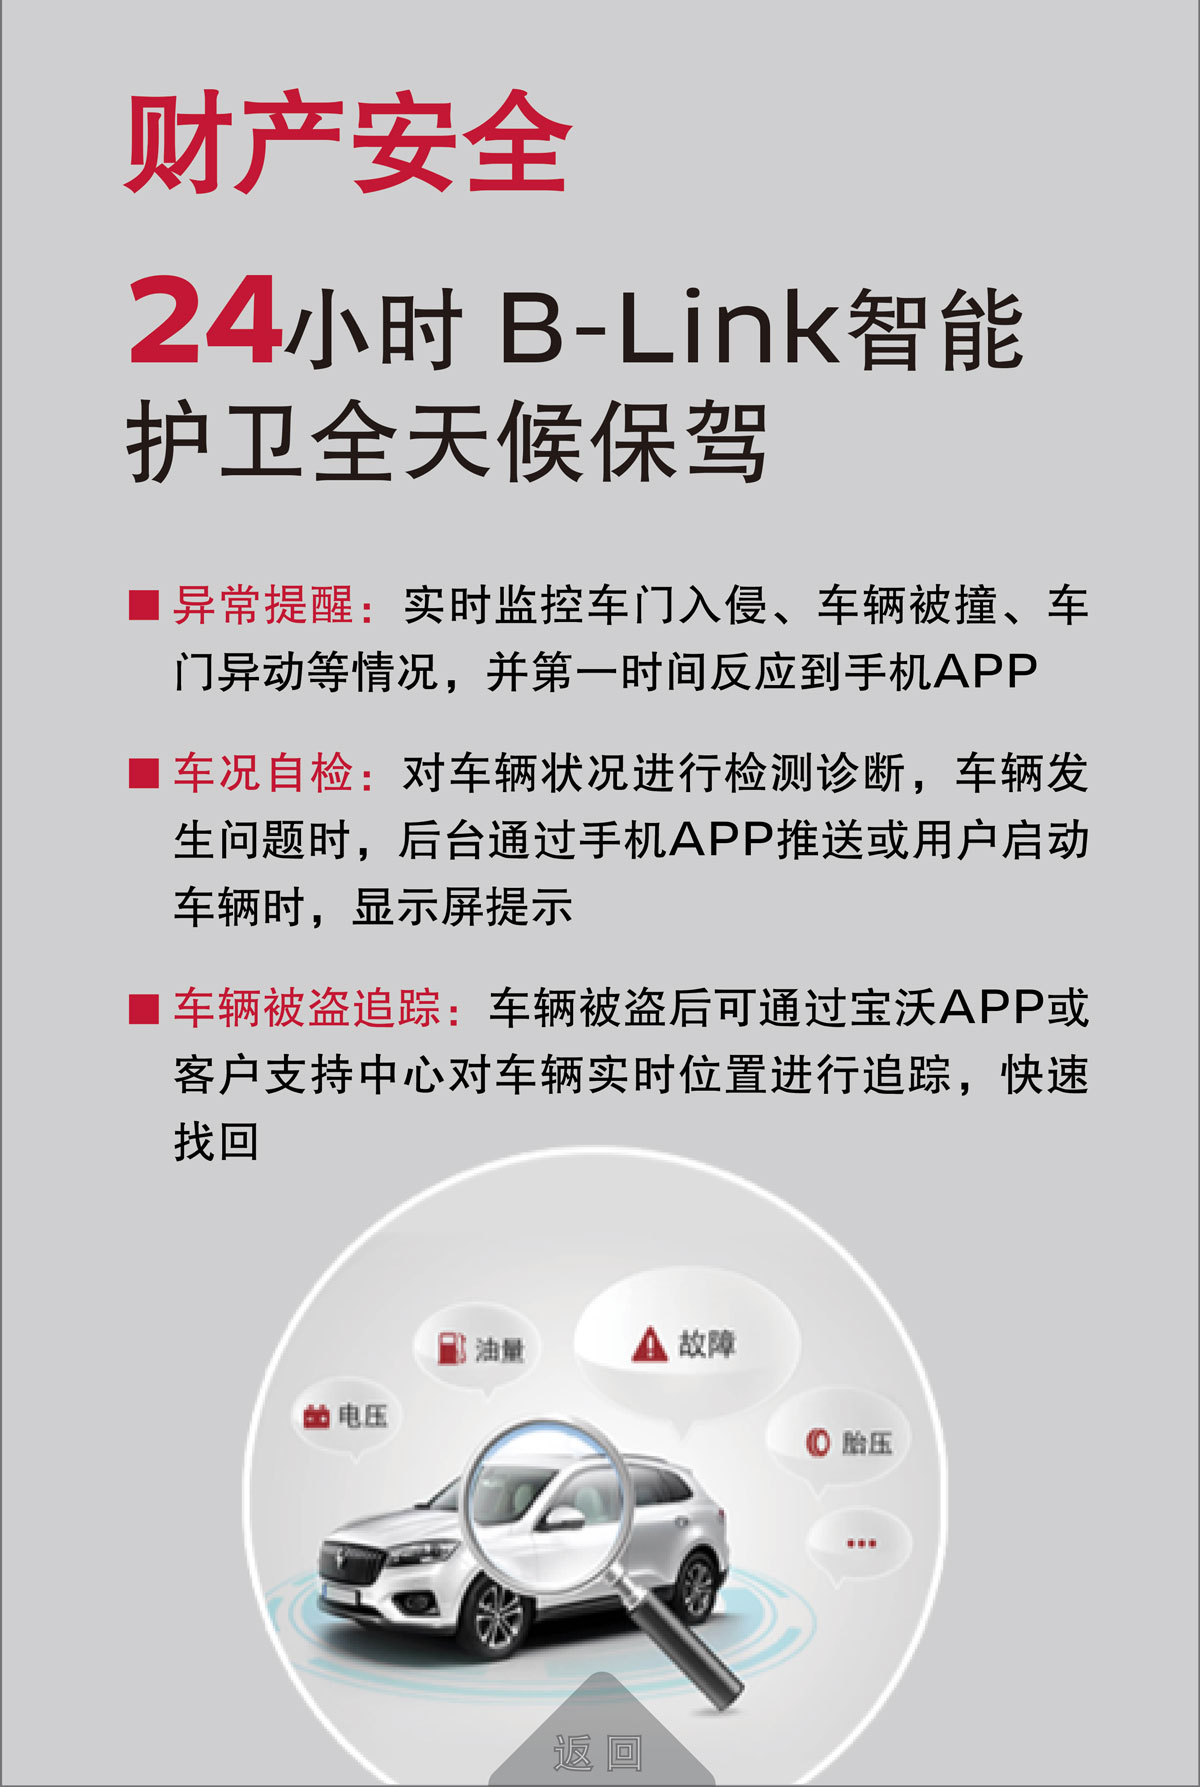 财产安全
24小时 B-Link智能
护卫全天候保驾
■ 异常提醒：实时监控车门入侵、车辆被撞、车
门异动等情况，并第一时间反应到手机APP
■ 车况自检：对车辆状况进行检测诊断，车辆发
生问题时，后台通过手机APP推送或用户启动
车辆时，显示屏提示
■ 车辆被盗追踪：车辆被盗后可通过宝沃APP或
客户支持中心对车辆实时位置进行追踪，快速
找回
故障
油量
电压
胎压
...
返回